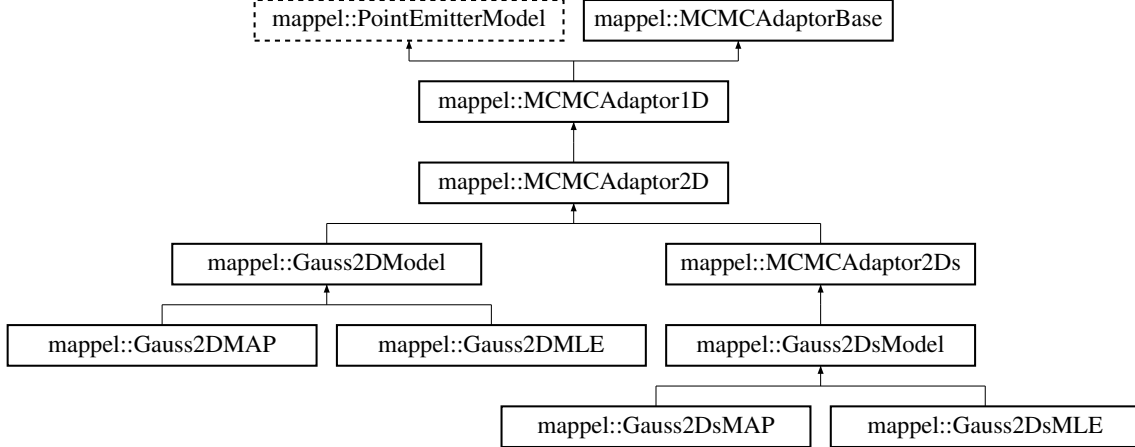 mappel::PointEmitterModel
mappel::MCMCAdaptorBase
mappel::MCMCAdaptor1D
mappel::MCMCAdaptor2D
mappel::Gauss2DModel
mappel::MCMCAdaptor2Ds
mappel::Gauss2DMAP
mappel::Gauss2DMLE
mappel::Gauss2DsModel
mappel::Gauss2DsMAP
mappel::Gauss2DsMLE